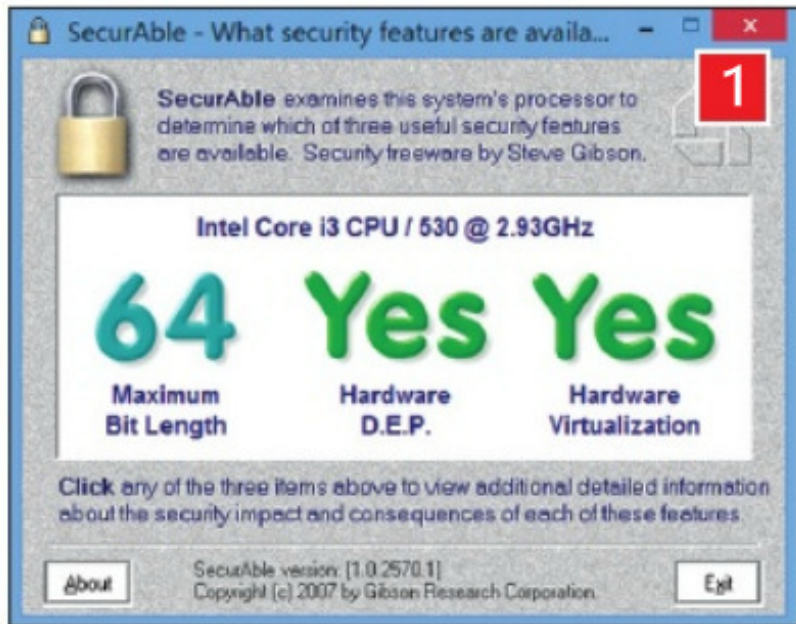 SecurAble - What security features are availa...
1
SecurAble examines this system's processor to
determine which of three useful security features
are available. Security freeware by Steve Gibson.
Intel Core i3 CPU / 530 @ 2.93GHz
64 Yes Yes
Maximum Hardware Hardware
Bit Length D.E.P. Virtualization
Click any of the three items above to view additional detailed information
about the security impact and consequences of each of these features
About
SecurAble version: [1.0.2570.1]
Copyright [c] 2007 by Gibson Research Corporation.
Exit